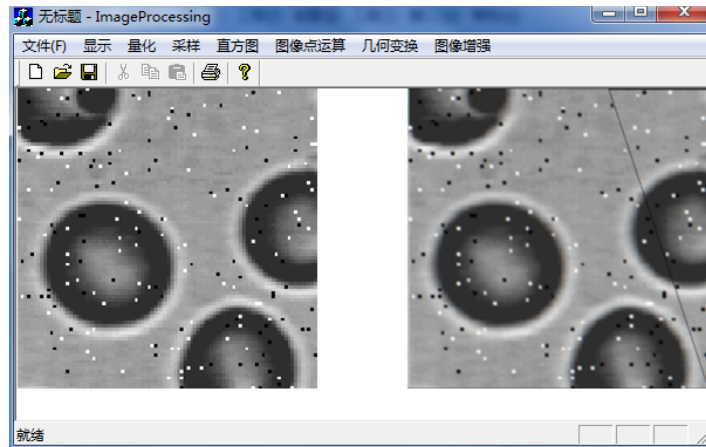 无标题 - ImageProcessing
文件(F) 显示 量化 采样 直方图 图像点运算 几何变换 图像增强
就绪